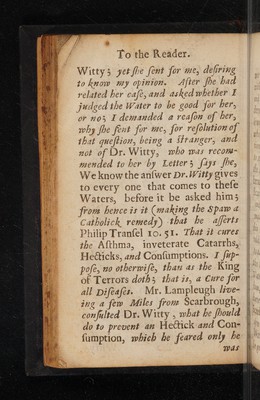 To the Reader.
Witty; yet she sent for me, desiring
to know my opinion. After she had
related her case, and asked whether I
judged the Water to be good for her,
or no; I demanded a reason of her,
why she sent for me, for resolution of
that question, being a stranger, and
not of Dr. Witty, who was recom-
mended to her by Letter; says she,
We know the answer Dr. Witty gives
to every one that comes to these
Waters, before it be asked him;
from hence is it (making the Spaw a
Catholick remedy) that he asserts
Philip Transel 10. 51. That it cures
the Asthma, inveterate Catarrhs,
Hecticks, and Consumptions. I sup-
pose, no otherwise, than as the King
of Terrors doth; that is, a Cure for
all Diseases. Mr. Lampleugh live-
ing a few Miles from Scarbrough,
consulted Dr. Witty, what he should
do to prevent an Hectick and Con-
sumption, which he feared only he
was